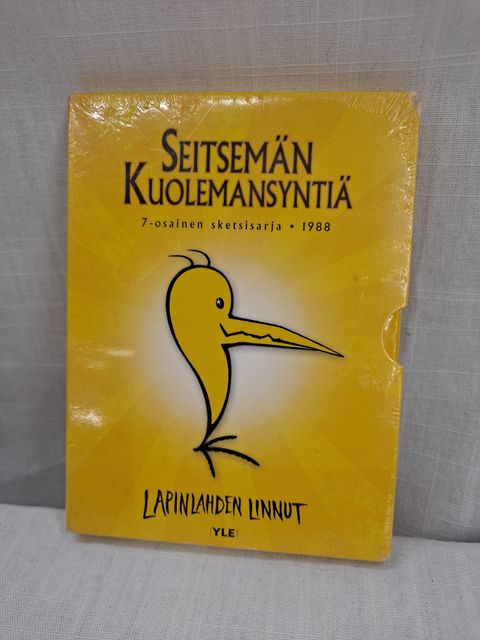 SEITSEMÄN
KUOLEMANSYNTIÄ
7-osainen sketsisarja • 1988
LAPINLAHDEN LINNUT
YLE